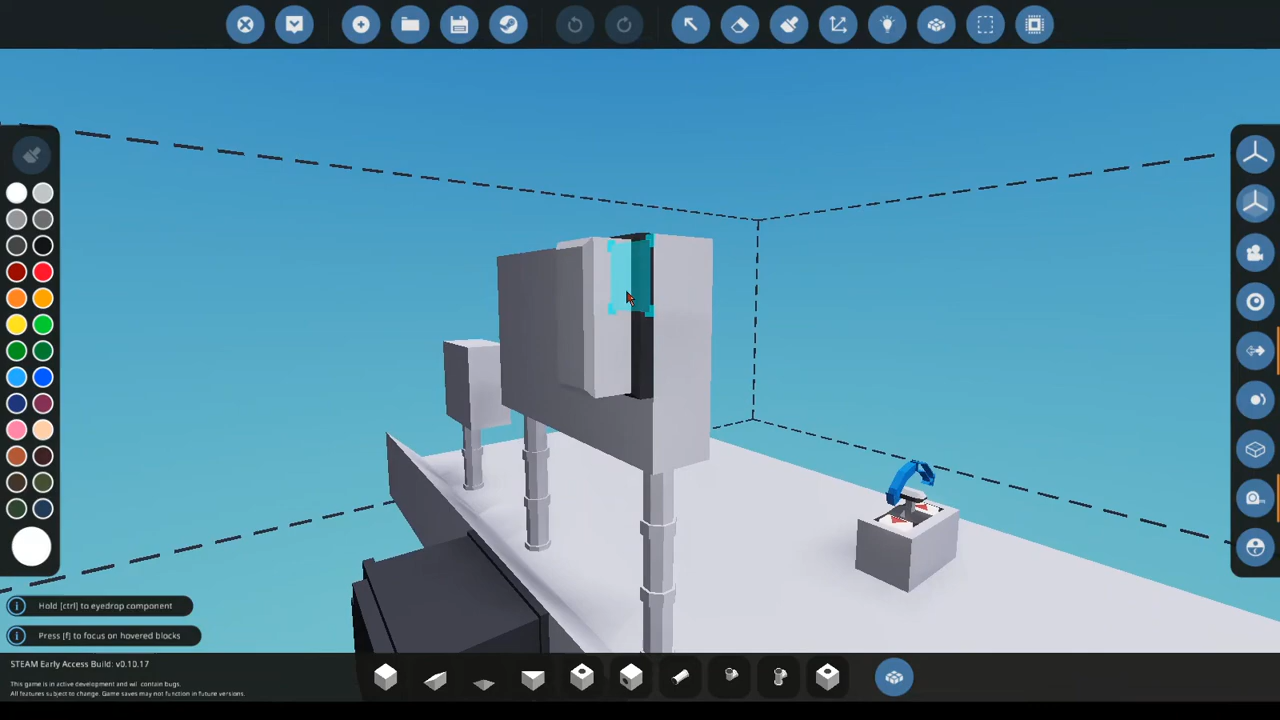 Hold [ctrl] to eyedrop component
Press [f] to focus on hovered blocks
STEAM Early Access Build: v0.10.17
This game is in active development and will contain bugs.
All features subject to change. Game saves may not function in future versions.